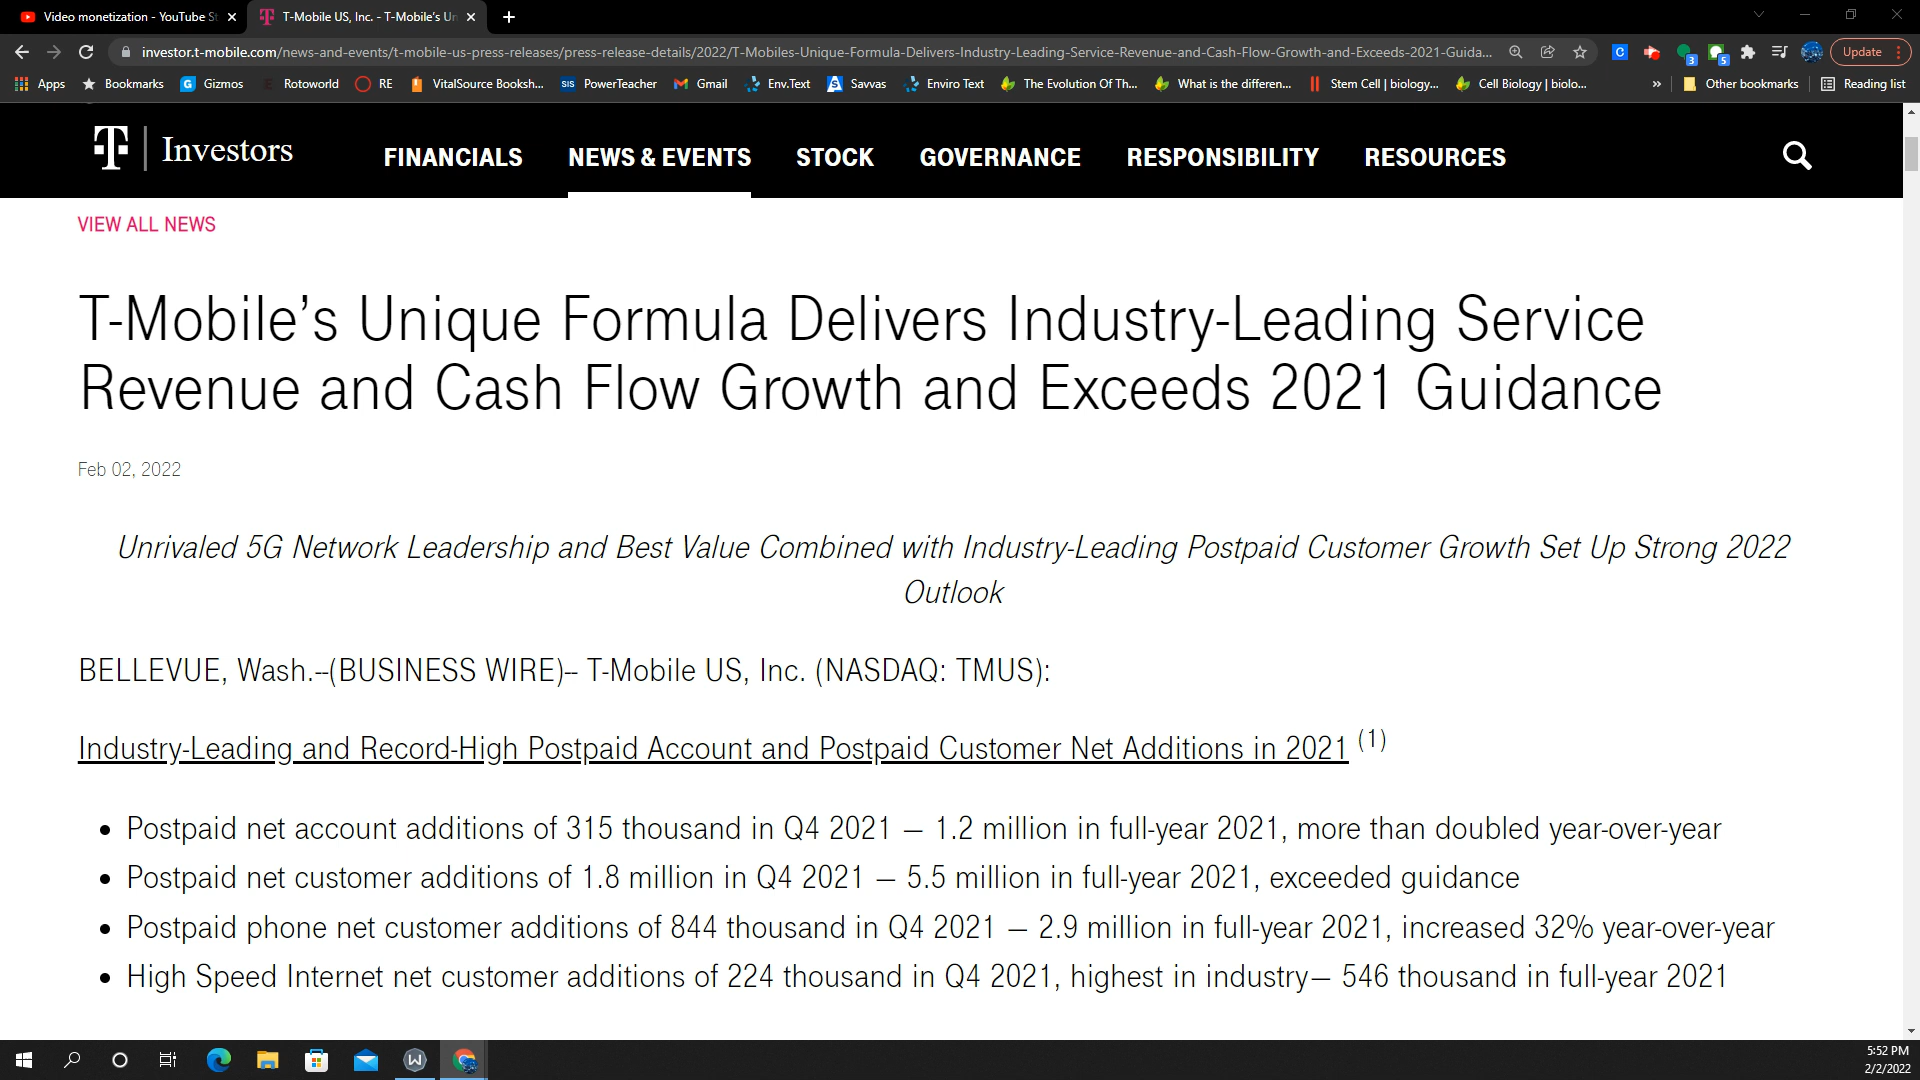 Video monetization - YouTube St
T-Mobile US, Inc. - T-Mobile's Un
investor.t-mobile.com/news-and-events/t-mobile-us-press-releases/press-release-details/2022/T-Mobiles-Unique-Formula-Delivers-Industry-Leading-Service-Revenue-and-Cash-Flow-Growth-and-Exceeds-2021-Guida...
C
3
5
Update
Apps
Bookmarks
G
Gizmos
Rotoworld
RE
VitalSource Booksh...
SIS
PowerTeacher
Gmail
Env.Text
Savvas
Enviro Text
The Evolution Of Th...
What is the differen...
Stem Cell | biology...
Cell Biology | biolo...
»
Other bookmarks
Reading list
T | Investors
FINANCIALS
NEWS & EVENTS
STOCK
GOVERNANCE
RESPONSIBILITY
RESOURCES
VIEW ALL NEWS
T-Mobile’s Unique Formula Delivers Industry-Leading Service
Revenue and Cash Flow Growth and Exceeds 2021 Guidance
Feb 02, 2022
Unrivaled 5G Network Leadership and Best Value Combined with Industry-Leading Postpaid Customer Growth Set Up Strong 2022
Outlook
BELLEVUE, Wash.--(BUSINESS WIRE)-- T-Mobile US, Inc. (NASDAQ: TMUS):
Industry-Leading and Record-High Postpaid Account and Postpaid Customer Net Additions in 2021 (1)
• Postpaid net account additions of 315 thousand in Q4 2021 — 1.2 million in full-year 2021, more than doubled year-over-year
• Postpaid net customer additions of 1.8 million in Q4 2021 — 5.5 million in full-year 2021, exceeded guidance
• Postpaid phone net customer additions of 844 thousand in Q4 2021 — 2.9 million in full-year 2021, increased 32% year-over-year
• High Speed Internet net customer additions of 224 thousand in Q4 2021, highest in industry— 546 thousand in full-year 2021
5:52 PM
2/2/2022